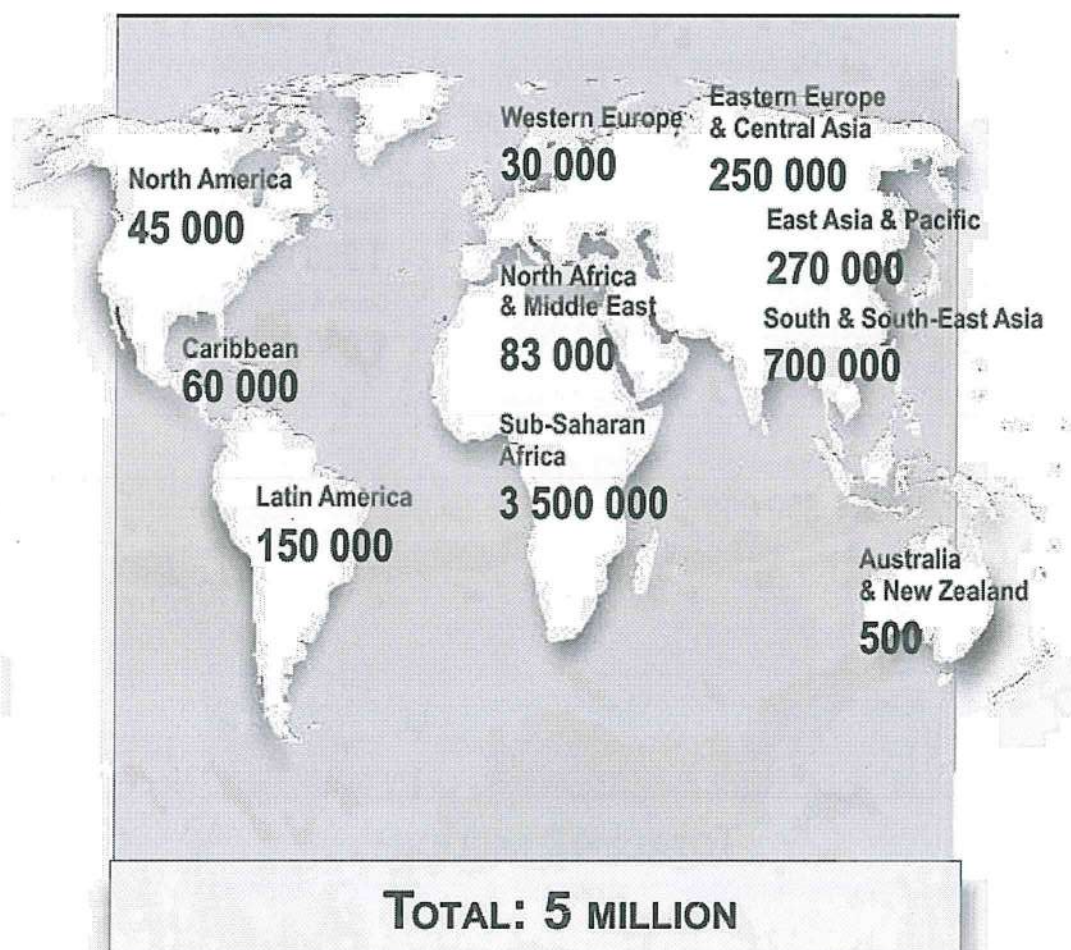 Western Europe
30 000
Eastern Europe
& Central Asia
250 000
North America
45 000
East Asia & Pacific
270 000
North Africa
& Middle East
83 000
South & South-East Asia
700 000
Caribbean
60 000
Sub-Saharan
Africa
3 500 000
Latin America
150 000
Australia
& New Zealand
500
TOTAL: 5 MILLION